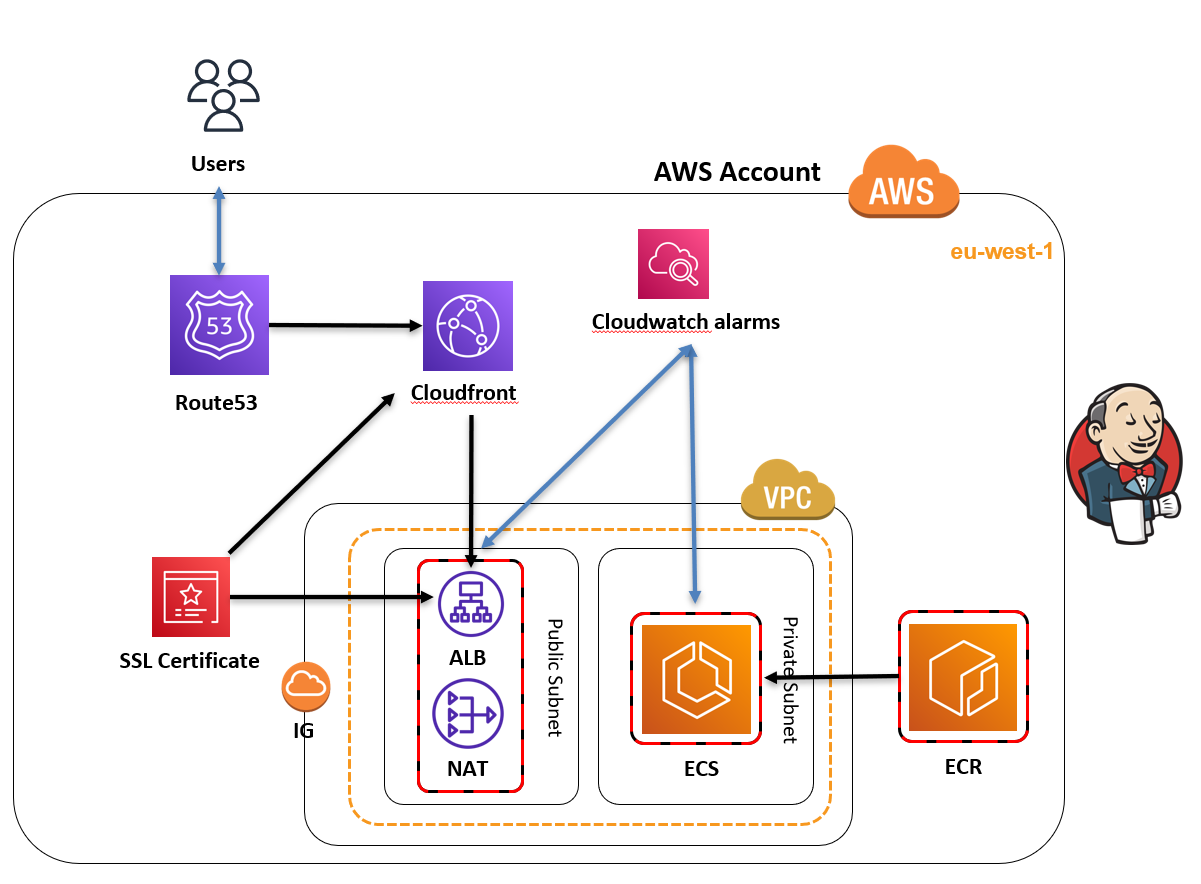 Users
AWS Account
AWS
eu-west-1
53
Route53
Cloudfront
Cloudwatch alarms
VPC
SSL Certificate
IG
ALB
NAT
Public Subnet
ECS
Private Subnet
ECR